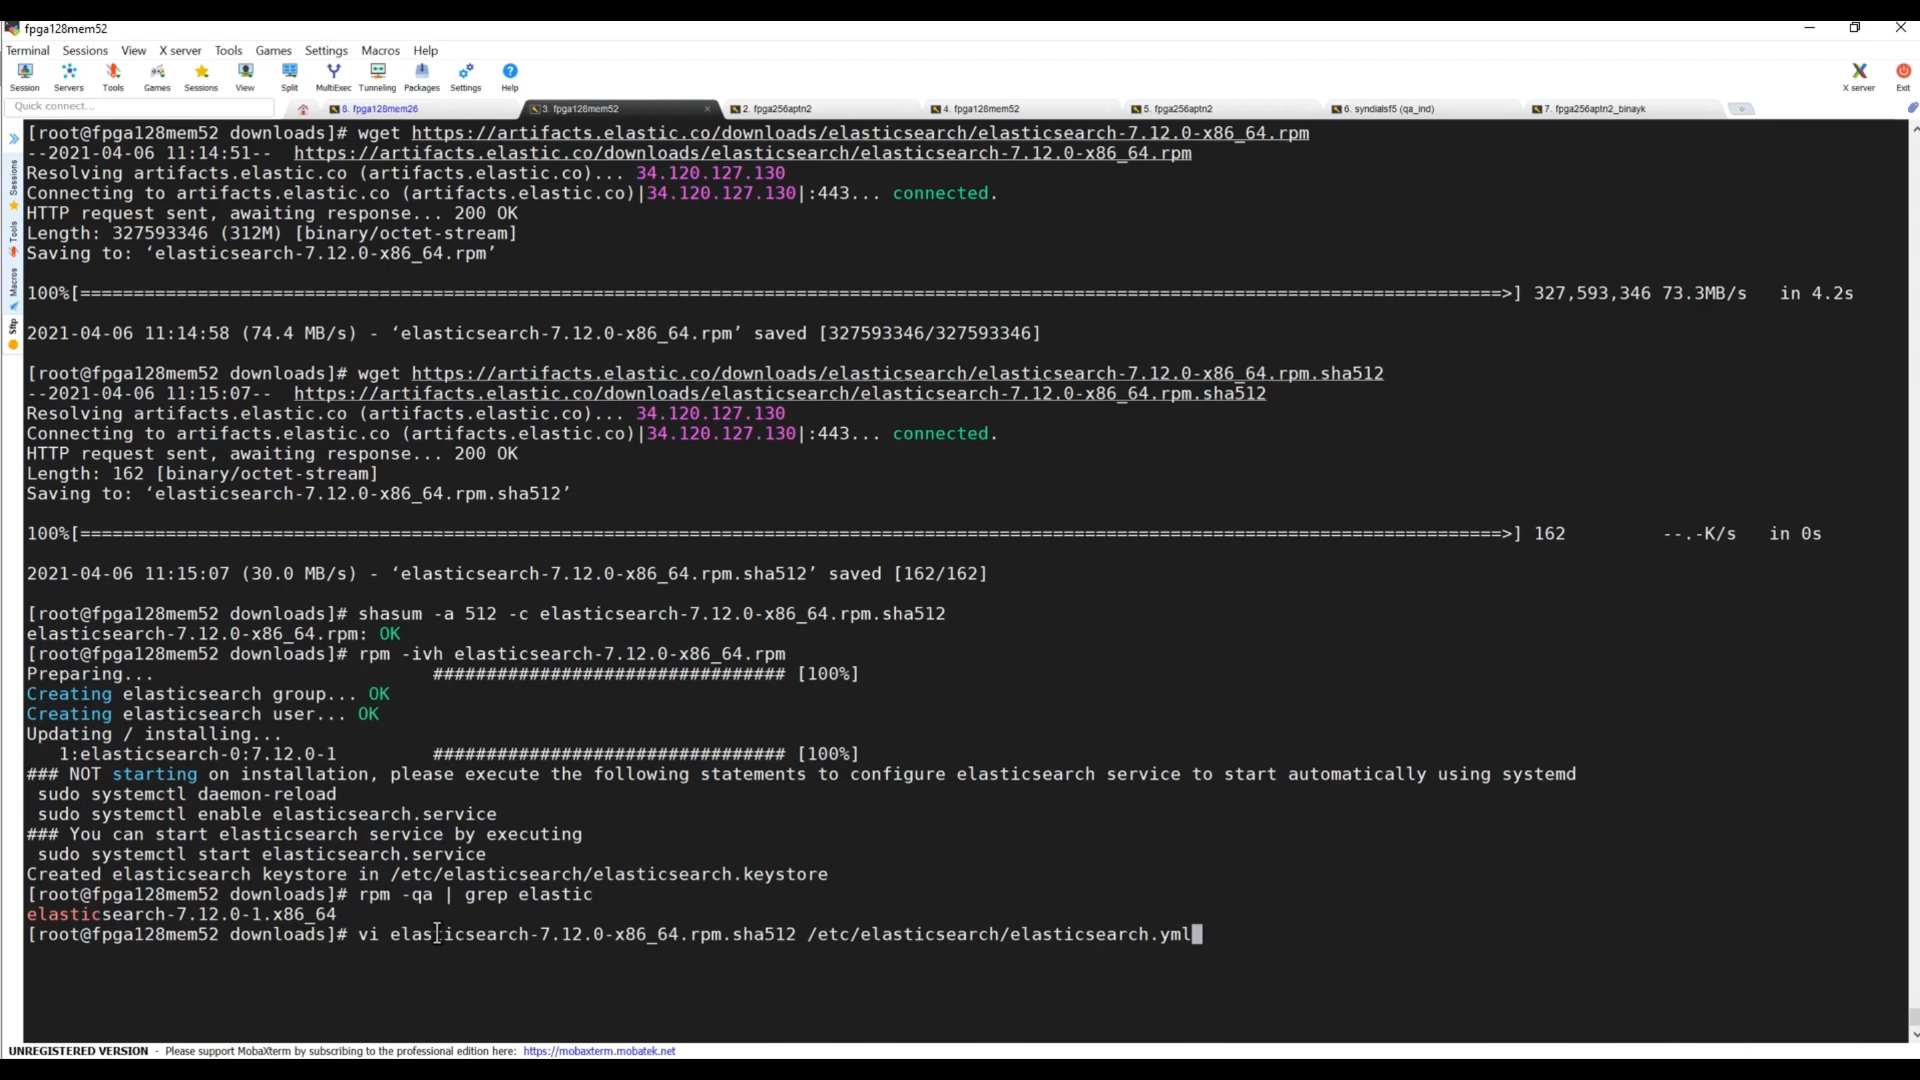 fpga128mem52
Terminal Sessions View X server Tools Games Settings Macros Help
Session Servers Tools Games Sessions View Split MultiExec Tunneling Packages Settings Help X server Exit
Quick connect... 8. fpga128mem26 3. fpga128mem52 2. fpga256aptn2 4. fpga128mem52 5. fpga256aptn2 6. syndialsf5 (qa_ind) 7. fpga256aptn2_binayk
Sessions
Tools
Macros
Sftp
[root@fpga128mem52 downloads]# wget https://artifacts.elastic.co/downloads/elasticsearch/elasticsearch-7.12.0-x86_64.rpm
--2021-04-06 11:14:51-- https://artifacts.elastic.co/downloads/elasticsearch/elasticsearch-7.12.0-x86_64.rpm
Resolving artifacts.elastic.co (artifacts.elastic.co)... 34.120.127.130
Connecting to artifacts.elastic.co (artifacts.elastic.co)|34.120.127.130|:443... connected.
HTTP request sent, awaiting response... 200 OK
Length: 327593346 (312M) [binary/octet-stream]
Saving to: ‘elasticsearch-7.12.0-x86_64.rpm’
100%[======================================================================================================================================>] 327,593,346 73.3MB/s in 4.2s
2021-04-06 11:14:58 (74.4 MB/s) - ‘elasticsearch-7.12.0-x86_64.rpm’ saved [327593346/327593346]
[root@fpga128mem52 downloads]# wget https://artifacts.elastic.co/downloads/elasticsearch/elasticsearch-7.12.0-x86_64.rpm.sha512
--2021-04-06 11:15:07-- https://artifacts.elastic.co/downloads/elasticsearch/elasticsearch-7.12.0-x86_64.rpm.sha512
Resolving artifacts.elastic.co (artifacts.elastic.co)... 34.120.127.130
Connecting to artifacts.elastic.co (artifacts.elastic.co)|34.120.127.130|:443... connected.
HTTP request sent, awaiting response... 200 OK
Length: 162 [binary/octet-stream]
Saving to: ‘elasticsearch-7.12.0-x86_64.rpm.sha512’
100%[======================================================================================================================================>] 162 --.-K/s in 0s
2021-04-06 11:15:07 (30.0 MB/s) - ‘elasticsearch-7.12.0-x86_64.rpm.sha512’ saved [162/162]
[root@fpga128mem52 downloads]# shasum -a 512 -c elasticsearch-7.12.0-x86_64.rpm.sha512
elasticsearch-7.12.0-x86_64.rpm: OK
[root@fpga128mem52 downloads]# rpm -ivh elasticsearch-7.12.0-x86_64.rpm
Preparing... ################################# [100%]
Creating elasticsearch group... OK
Creating elasticsearch user... OK
Updating / installing...
1:elasticsearch-0:7.12.0-1 ################################# [100%]
### NOT starting on installation, please execute the following statements to configure elasticsearch service to start automatically using systemd
sudo systemctl daemon-reload
sudo systemctl enable elasticsearch.service
### You can start elasticsearch service by executing
sudo systemctl start elasticsearch.service
Created elasticsearch keystore in /etc/elasticsearch/elasticsearch.keystore
[root@fpga128mem52 downloads]# rpm -qa | grep elastic
elasticsearch-7.12.0-1.x86_64
[root@fpga128mem52 downloads]# vi elasticsearch-7.12.0-x86_64.rpm.sha512 /etc/elasticsearch/elasticsearch.yml
UNREGISTERED VERSION - Please support MobaXterm by subscribing to the professional edition here: https://mobaxterm.mobatek.net